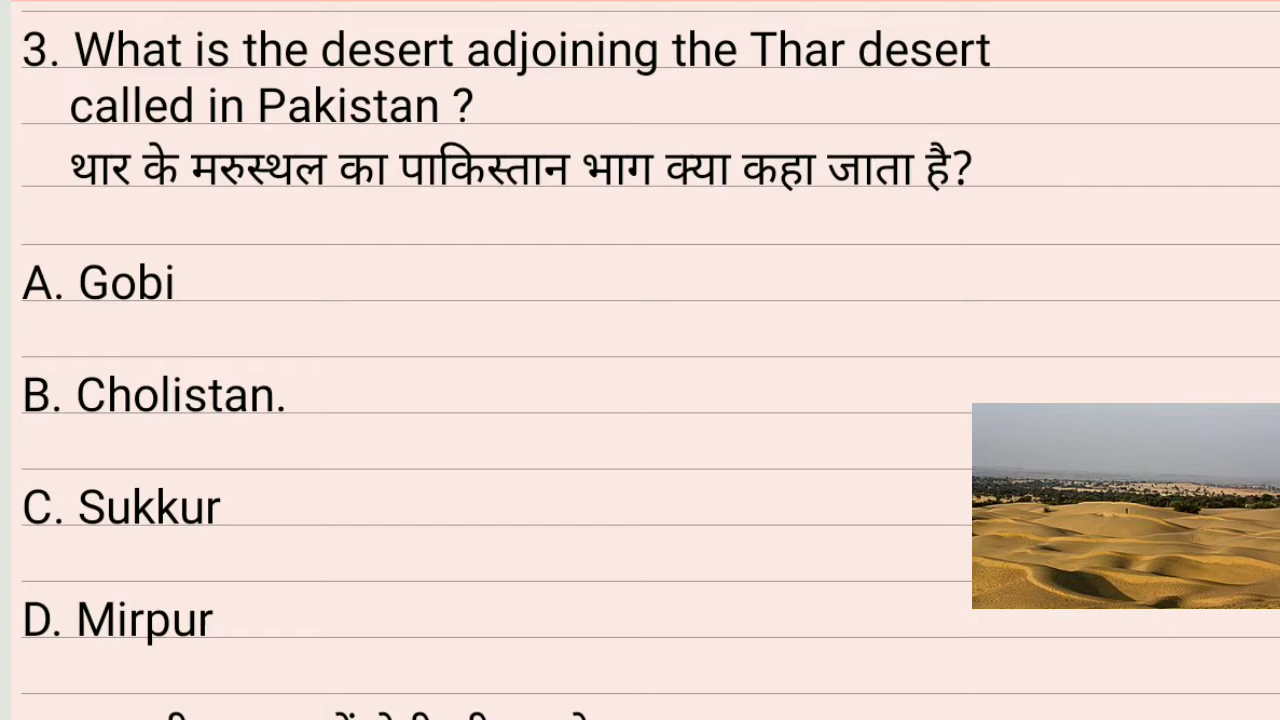 3. What is the desert adjoining the Thar desert
called in Pakistan ?
थार के मरुस्थल का पाकिस्तान भाग क्या कहा जाता है?
A. Gobi
B. Cholistan.
C. Sukkur
D. Mirpur